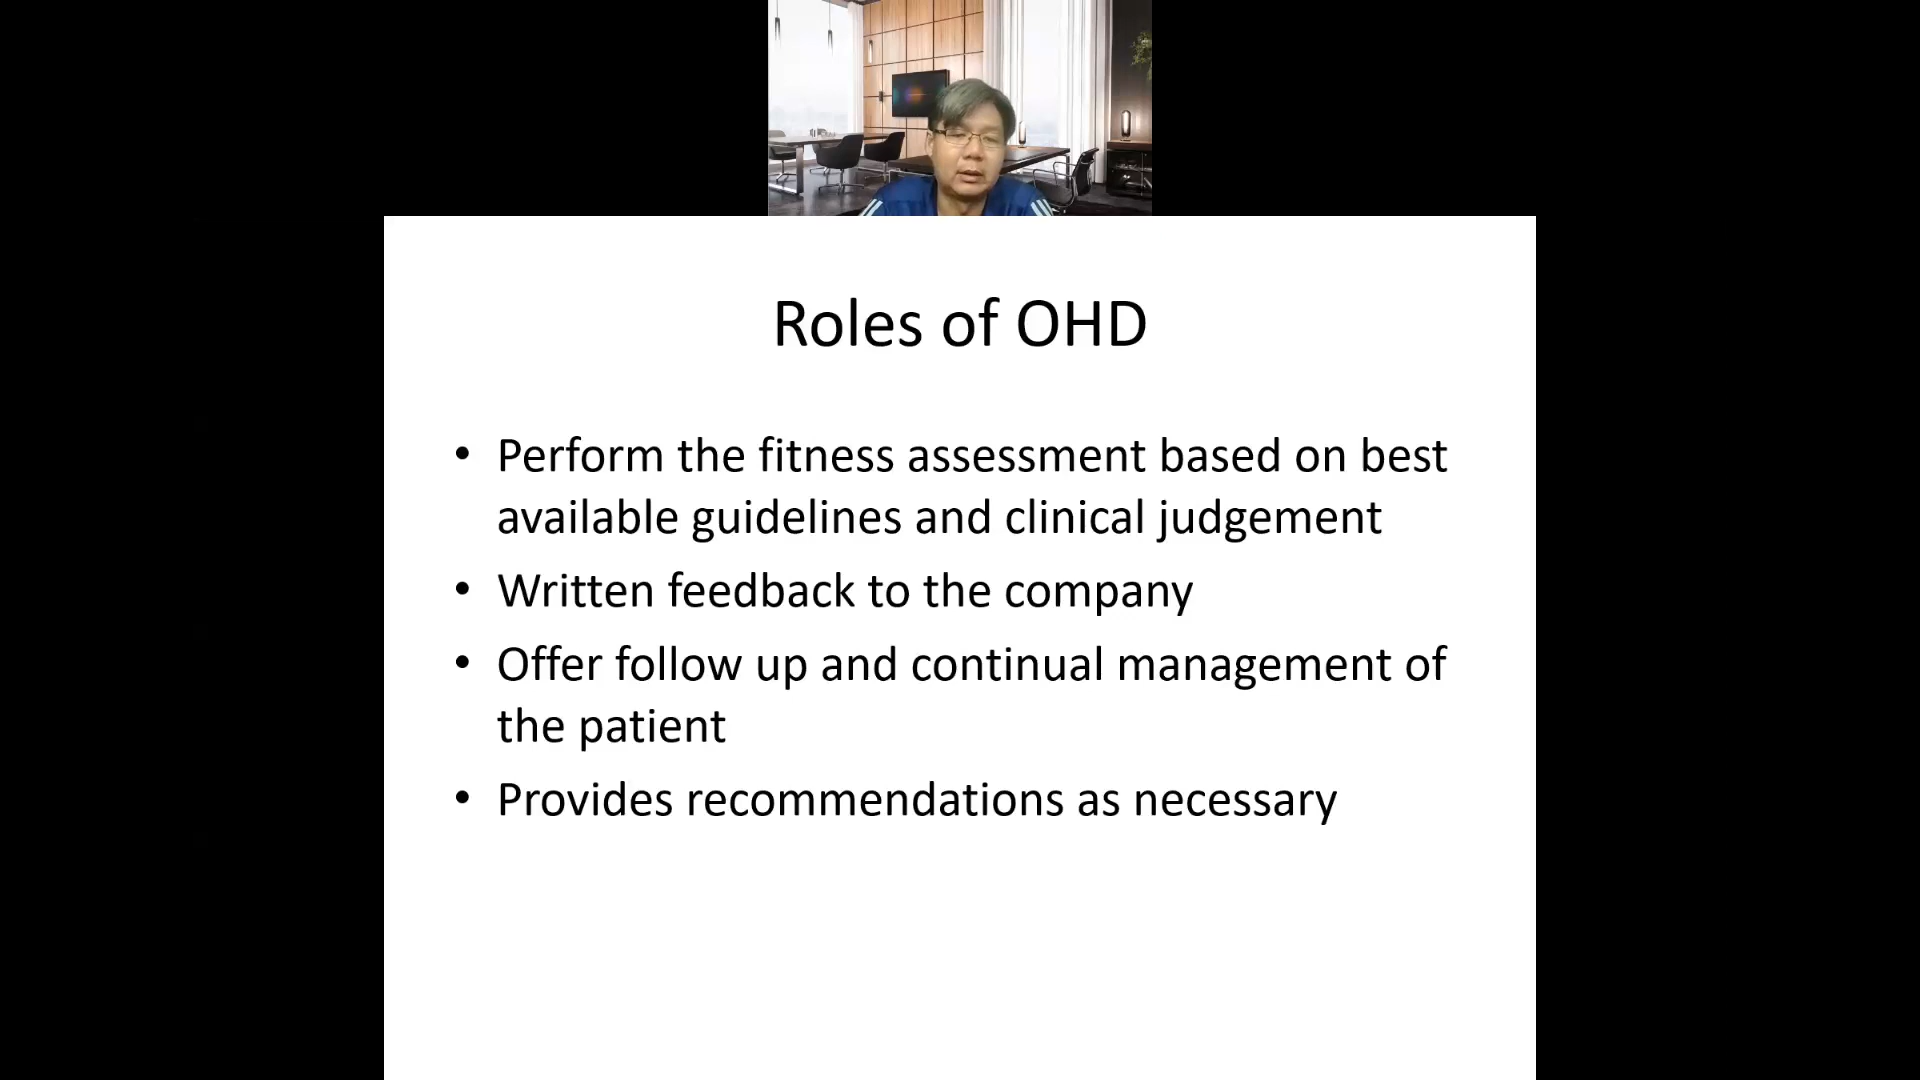 Roles of OHD
• Perform the fitness assessment based on best
available guidelines and clinical judgement
• Written feedback to the company
• Offer follow up and continual management of
the patient
• Provides recommendations as necessary